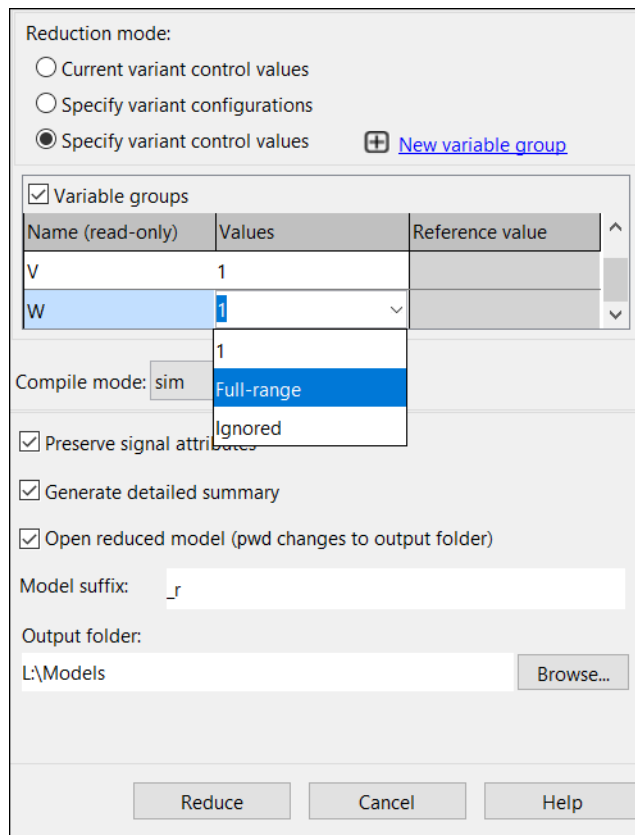 Reduction mode:
Current variant control values
Specify variant configurations
Specify variant control values New variable group
Variable groups
Name (read-only) Values Reference value
V 1
W 1
1
Compile mode: sim Full-range
Ignored
Preserve signal attributes
Generate detailed summary
Open reduced model (pwd changes to output folder)
Model suffix: _r
Output folder:
L:\Models Browse...
Reduce Cancel Help